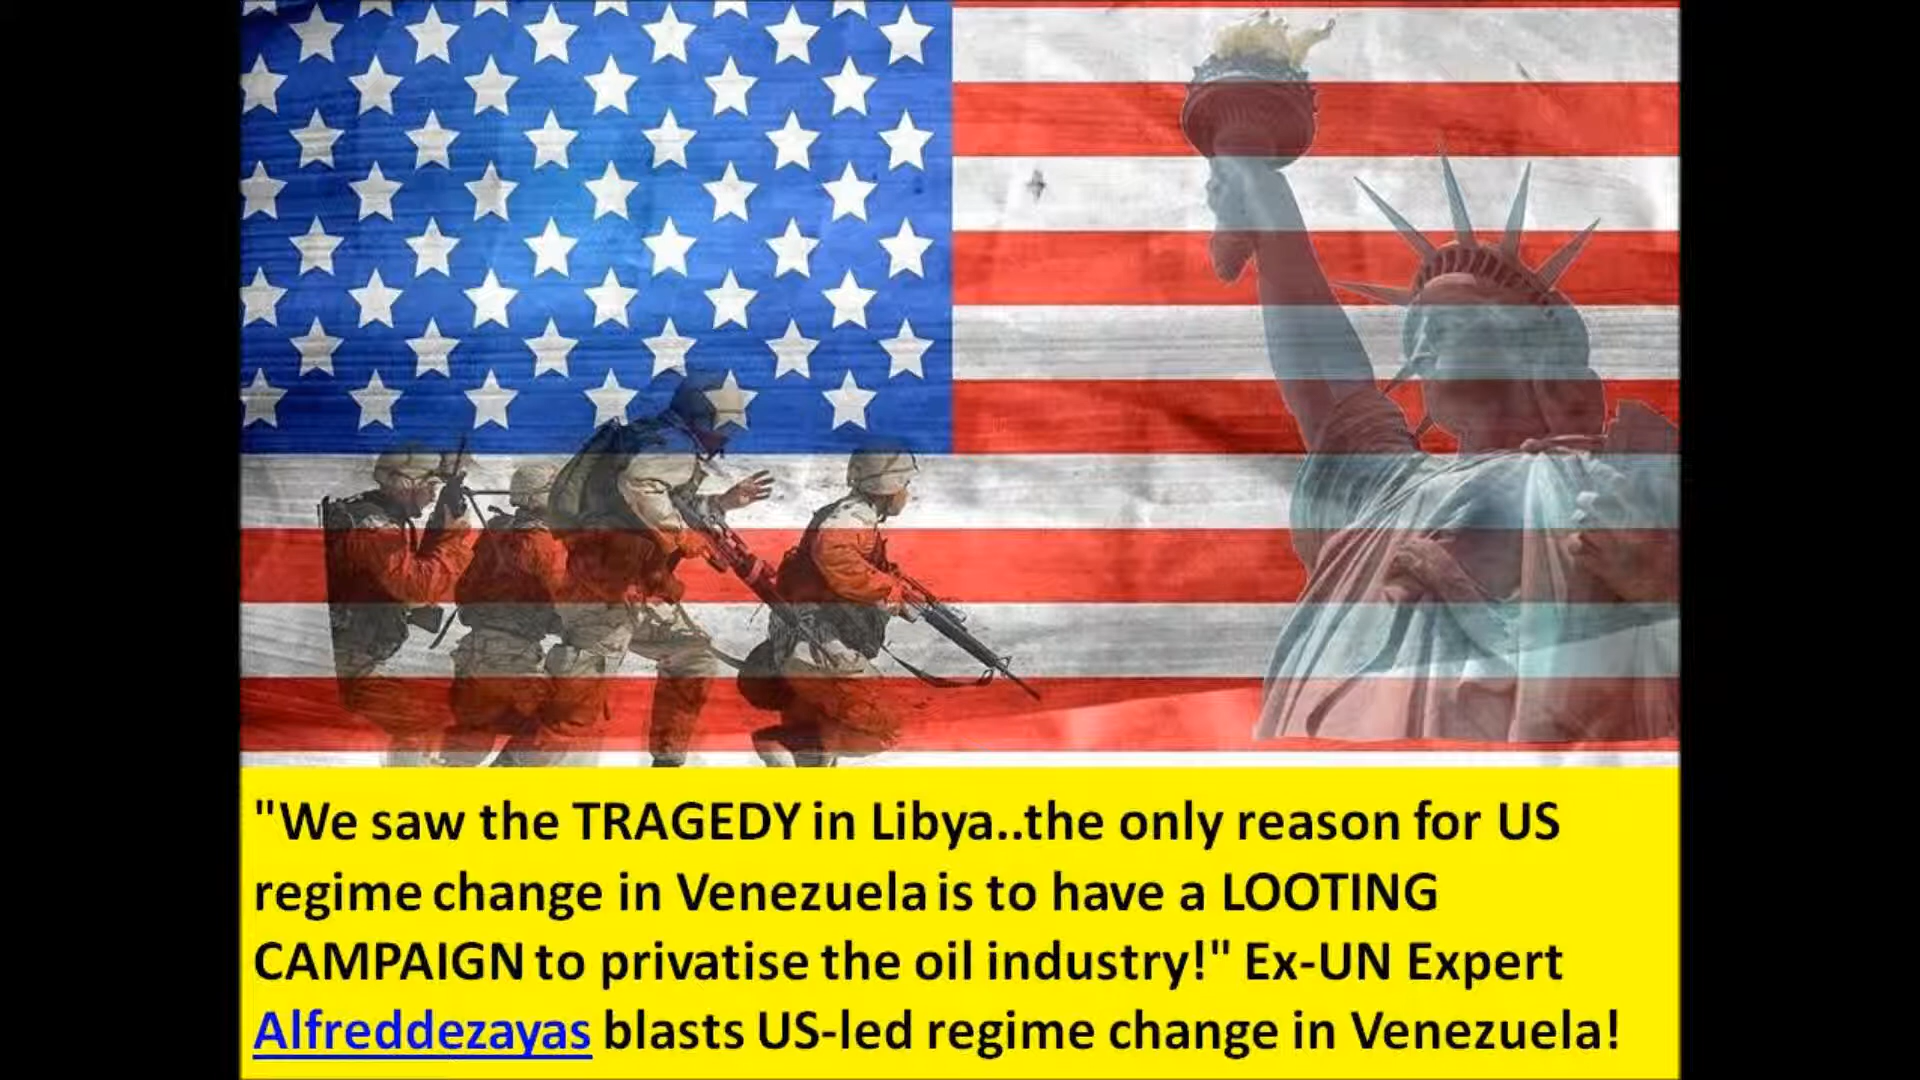 "We saw the TRAGEDY in Libya..the only reason for US
regime change in Venezuela is to have a LOOTING
CAMPAIGN to privatise the oil industry!" Ex-UN Expert
Alfreddezayas blasts US-led regime change in Venezuela!